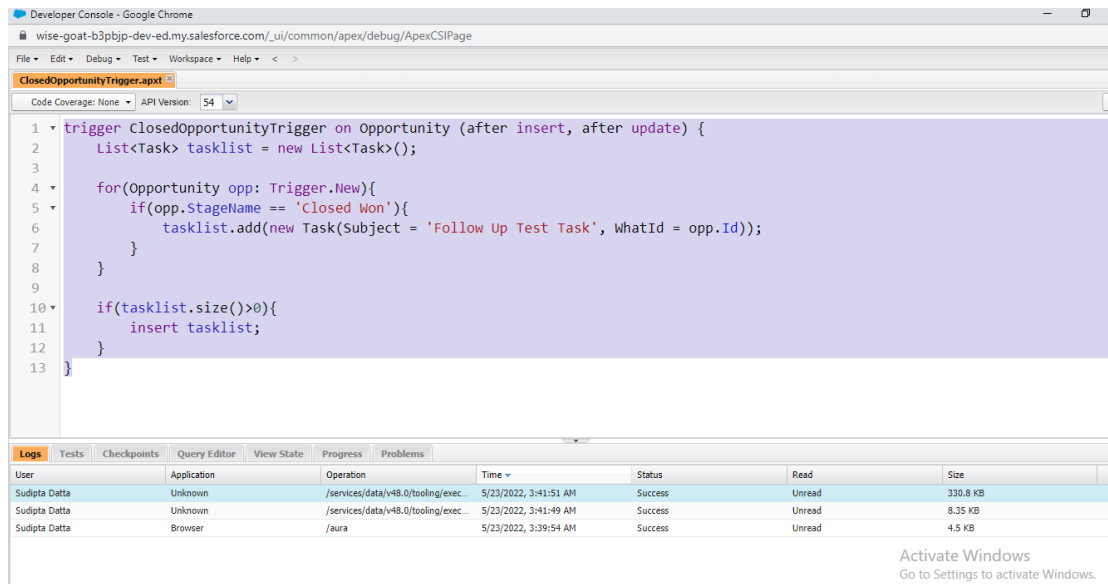 Developer Console - Google Chrome
wise-goat-b3pbjp-dev-ed.my.salesforce.com/_ui/common/apex/debug/ApexCSIPage
File Edit Debug Test Workspace Help < >
ClosedOpportunityTrigger.apxt
Code Coverage: None API Version: 54
1 trigger ClosedOpportunityTrigger on Opportunity (after insert, after update) {
2 List<Task> tasklist = new List<Task>();
3
4 for(Opportunity opp: Trigger.New){
5 if(opp.StageName == 'Closed Won'){
6 tasklist.add(new Task(Subject = 'Follow Up Test Task', WhatId = opp.Id));
7 }
8 }
9
10 if(tasklist.size()>0){
11 insert tasklist;
12 }
13 }
Logs Tests Checkpoints Query Editor View State Progress Problems
User Application Operation Time Status Read Size
Sudipta Datta Unknown /services/data/v48.0/tooling/exec... 5/23/2022, 3:41:51 AM Success Unread 330.8 KB
Sudipta Datta Unknown /services/data/v48.0/tooling/exec... 5/23/2022, 3:41:49 AM Success Unread 8.35 KB
Sudipta Datta Browser /aura 5/23/2022, 3:39:54 AM Success Unread 4.5 KB
Activate Windows
Go to Settings to activate Windows.